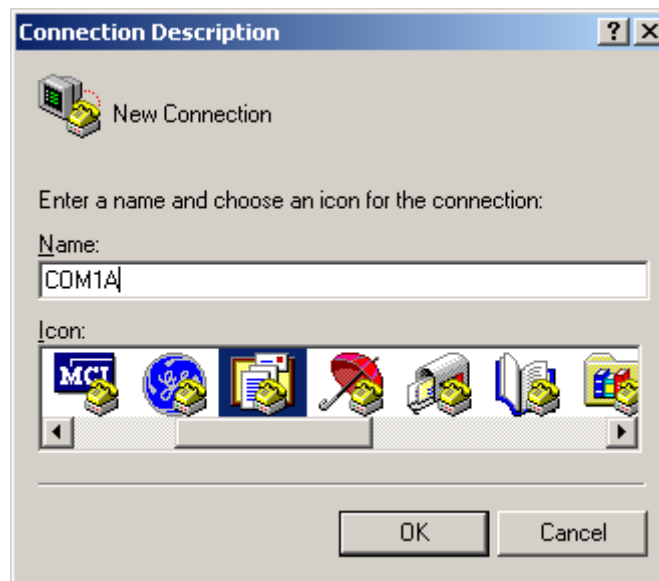 Connection Description
New Connection
Enter a name and choose an icon for the connection:
Name:
COM1A
Icon:
MCI
OK Cancel